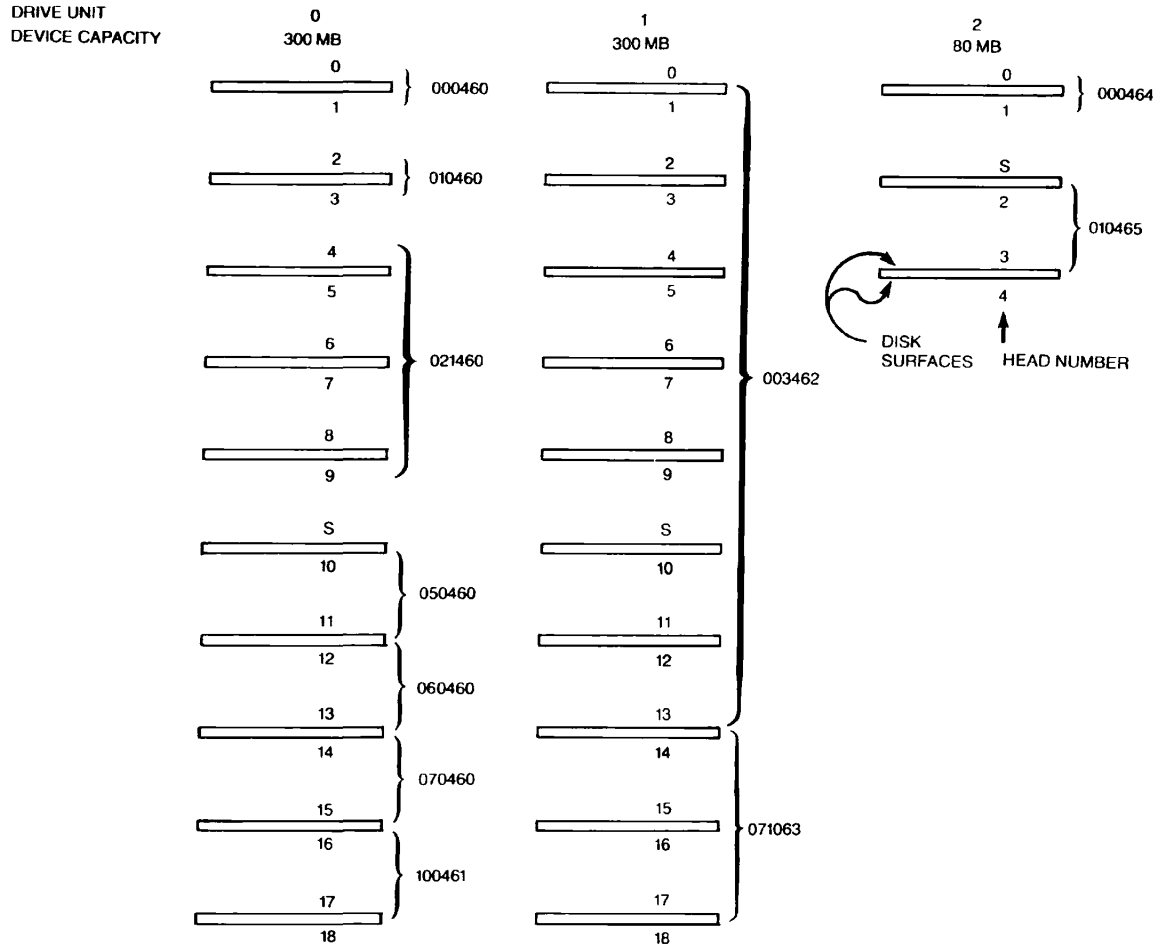 DRIVE UNIT 0 1 2
DEVICE CAPACITY 300 MB 300 MB 80 MB
0 0 0
000460 000464
1 1 1
2 2 S
010460
3 3 2
010465
4 4 3
5 5 4
DISK
SURFACES HEAD NUMBER
6 6
021460 003462
7 7
8 8
9 9
S S
10 10
050460
11 11
12 12
060460
13 13
14 14
070460
15 15
071063
16 16
100461
17 17
18 18